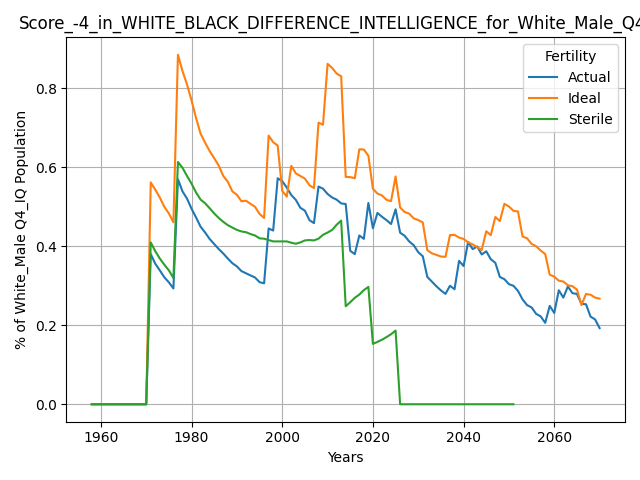 Score_-4_in_WHITE_BLACK_DIFFERENCE_INTELLIGENCE_for_White_Male_Q4
Fertility
Actual
Ideal
Sterile
% of White_Male Q4_IQ Population
0.8
0.6
0.4
0.2
0.0
1960 1980 2000 2020 2040 2060
Years